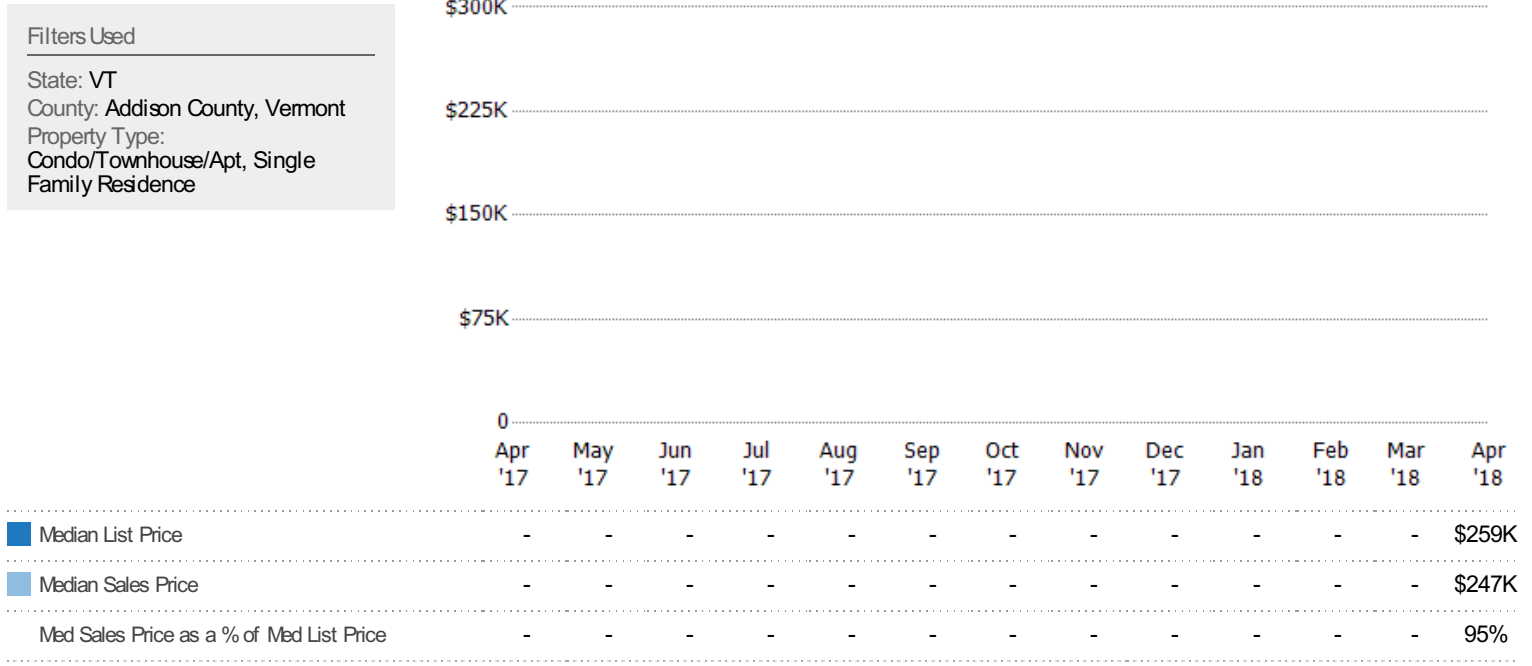 Filters Used
State: VT
County: Addison County, Vermont
Property Type:
Condo/Townhouse/Apt, Single
Family Residence
$300K
$225K
$150K
$75K
0
Apr May Jun Jul Aug Sep Oct Nov Dec Jan Feb Mar Apr
'17 '17 '17 '17 '17 '17 '17 '17 '17 '18 '18 '18 '18
Median List Price - - - - - - - - - - - - $259K
Median Sales Price - - - - - - - - - - - - $247K
Med Sales Price as a % of Med List Price - - - - - - - - - - - - 95%